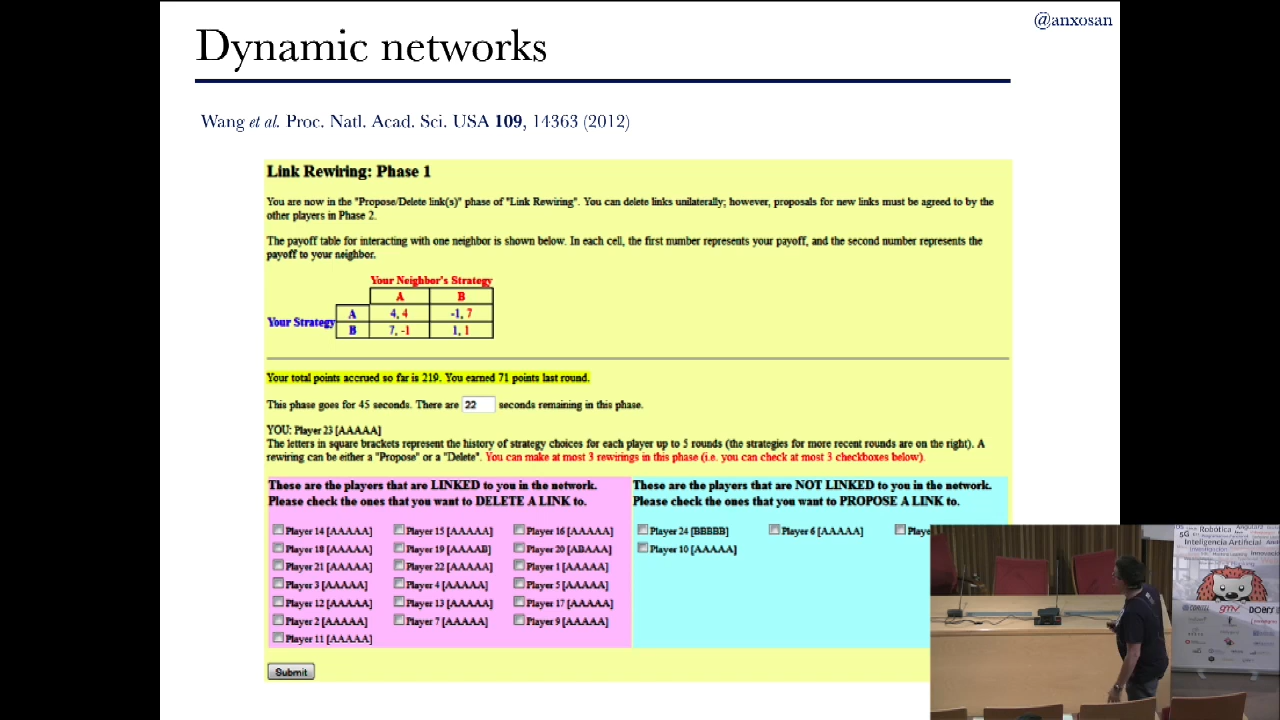 @anxosan
Dynamic networks
Wang et al. Proc. Natl. Acad. Sci. USA 109, 14363 (2012)
Link Rewiring: Phase 1
You are now in the "Propose/Delete link(s)" phase of "Link Rewiring". You can delete links unilaterally; however, proposals for new links must be agreed to by the
other players in Phase 2.
The payoff table for interacting with one neighbor is shown below. In each cell, the first number represents your payoff, and the second number represents the
payoff to your neighbor.
Your Neighbor's Strategy
A B
Your Strategy
A 4, 4 -1, 7
B 7, -1 1, 1
Your total points accrued so far is 219. You earned 71 points last round.
This phase goes for 45 seconds. There are 22 seconds remaining in this phase.
YOU: Player 23 [AAAAA]
The letters in square brackets represent the history of strategy choices for each player up to 5 rounds (the strategies for more recent rounds are on the right). A
rewiring can be either a "Propose" or a "Delete". You can make at most 3 rewirings in this phase (i.e. you can check at most 3 checkboxes below).
These are the players that are LINKED to you in the network.
Please check the ones that you want to DELETE A LINK to.
Player 14 [AAAAA] Player 15 [AAAAA] Player 16 [AAAAA]
Player 18 [AAAAA] Player 19 [AAAAB] Player 20 [ABAAA]
Player 21 [AAAAA] Player 22 [AAAAA] Player 1 [AAAAA]
Player 3 [AAAAA] Player 4 [AAAAA] Player 5 [AAAAA]
Player 12 [AAAAA] Player 13 [AAAAA] Player 17 [AAAAA]
Player 2 [AAAAA] Player 7 [AAAAA] Player 9 [AAAAA]
Player 11 [AAAAA]
These are the players that are NOT LINKED to you in the network.
Please check the ones that you want to PROPOSE A LINK to.
Player 24 [BBBBB] Player 6 [AAAAA] Playe
Player 10 [AAAAA]
Submit
Robótica
5G
Inteligencia Artificial
gmv